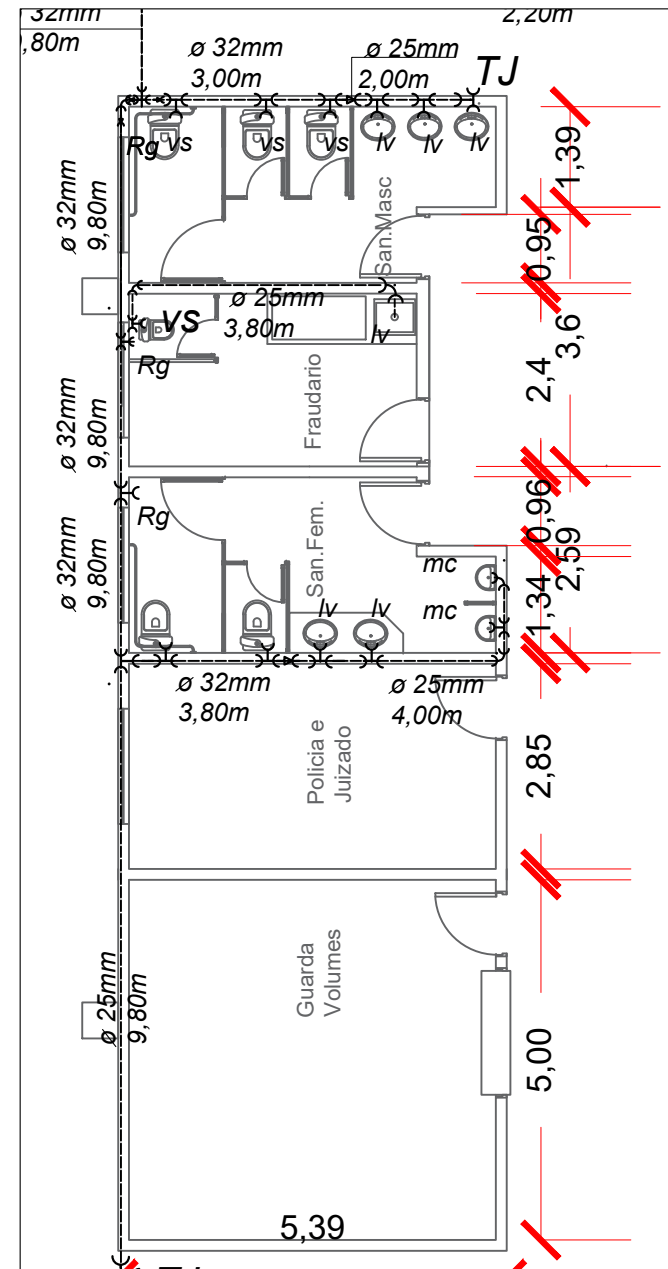 ø 32mm
9,80m
2,20m
ø 32mm
3,00m
ø 25mm
2,00m
TJ
Rg
vs
vs
vs
lv
lv
lv
1,39
ø 32mm
9,80m
San.Masc
0,95
ø 25mm
3,80m
vs
lv
Rg
3,6
2,4
Fraudario
ø 32mm
9,80m
Rg
San.Fem.
0,96
2,59
1,34
mc
mc
ø 32mm
9,80m
lv
lv
ø 32mm
3,80m
ø 25mm
4,00m
Policia e
Juizado
2,85
Guarda
Volumes
ø 25mm
9,80m
5,00
5,39